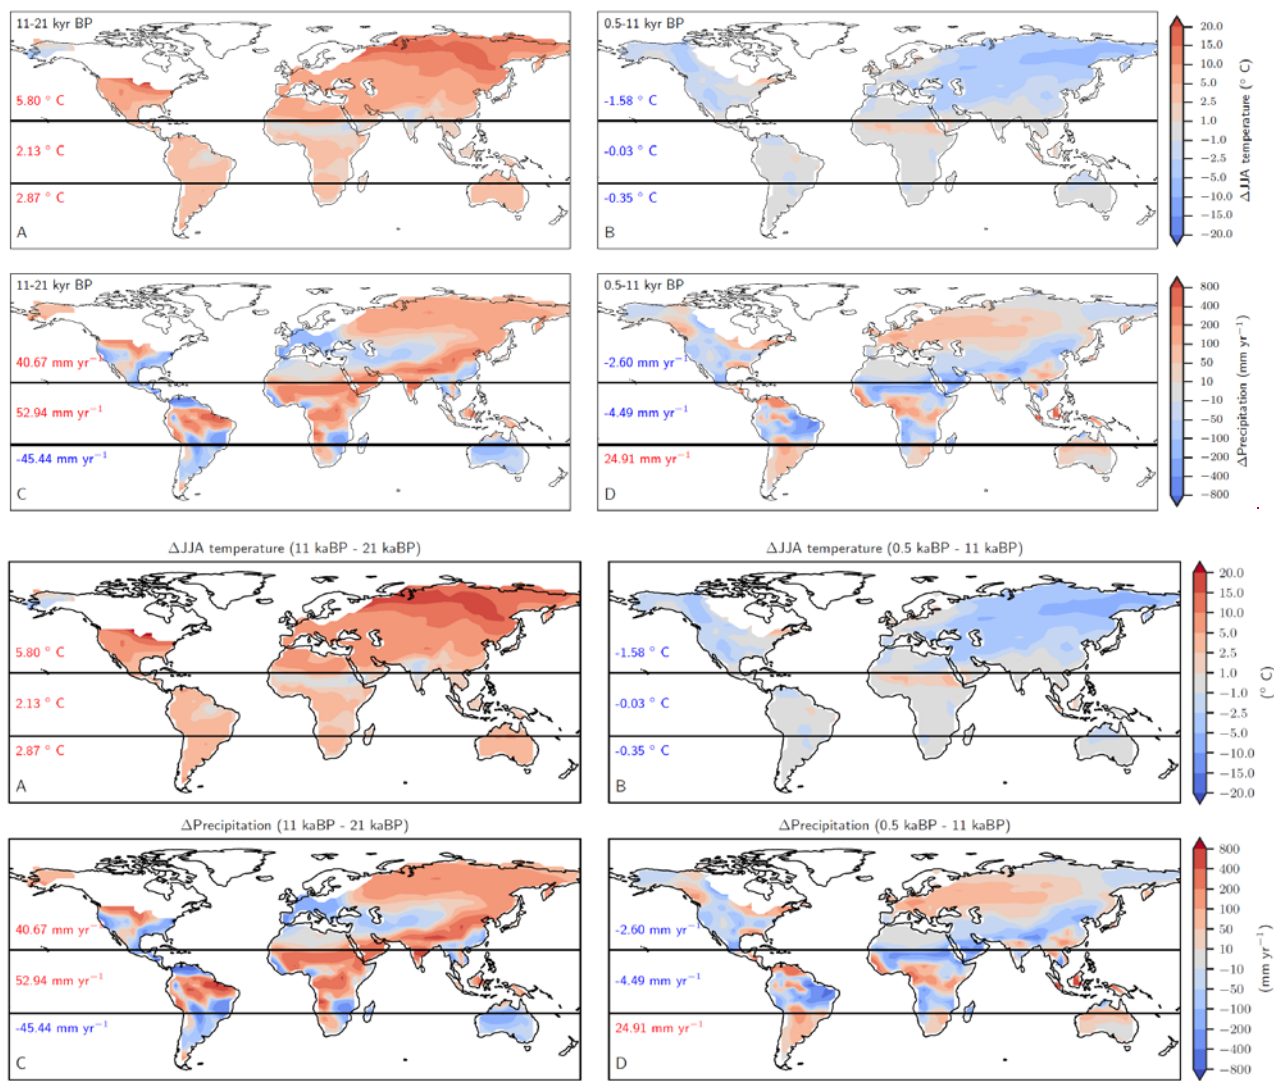 11-21 kyr BP
5.80 ° C
2.13 ° C
2.87 ° C
A
0.5-11 kyr BP
-1.58 ° C
-0.03 ° C
-0.35 ° C
B
20.0
15.0
10.0
5.0
2.5
1.0
-1.0
-2.5
-5.0
-10.0
-15.0
-20.0
ΔJJA temperature (° C)
11-21 kyr BP
40.67 mm yr⁻¹
52.94 mm yr⁻¹
-45.44 mm yr⁻¹
C
0.5-11 kyr BP
-2.60 mm yr⁻¹
-4.49 mm yr⁻¹
24.91 mm yr⁻¹
D
800
400
200
100
50
10
-10
-50
-100
-200
-400
-800
ΔPrecipitation (mm yr⁻¹)
ΔJJA temperature (11 kaBP - 21 kaBP)
5.80 ° C
2.13 ° C
2.87 ° C
A
ΔJJA temperature (0.5 kaBP - 11 kaBP)
-1.58 ° C
-0.03 ° C
-0.35 ° C
B
20.0
15.0
10.0
5.0
2.5
1.0
-1.0
-2.5
-5.0
-10.0
-15.0
-20.0
(° C)
ΔPrecipitation (11 kaBP - 21 kaBP)
40.67 mm yr⁻¹
52.94 mm yr⁻¹
-45.44 mm yr⁻¹
C
ΔPrecipitation (0.5 kaBP - 11 kaBP)
-2.60 mm yr⁻¹
-4.49 mm yr⁻¹
24.91 mm yr⁻¹
D
800
400
200
100
50
10
-10
-50
-100
-200
-400
-800
(mm yr⁻¹)